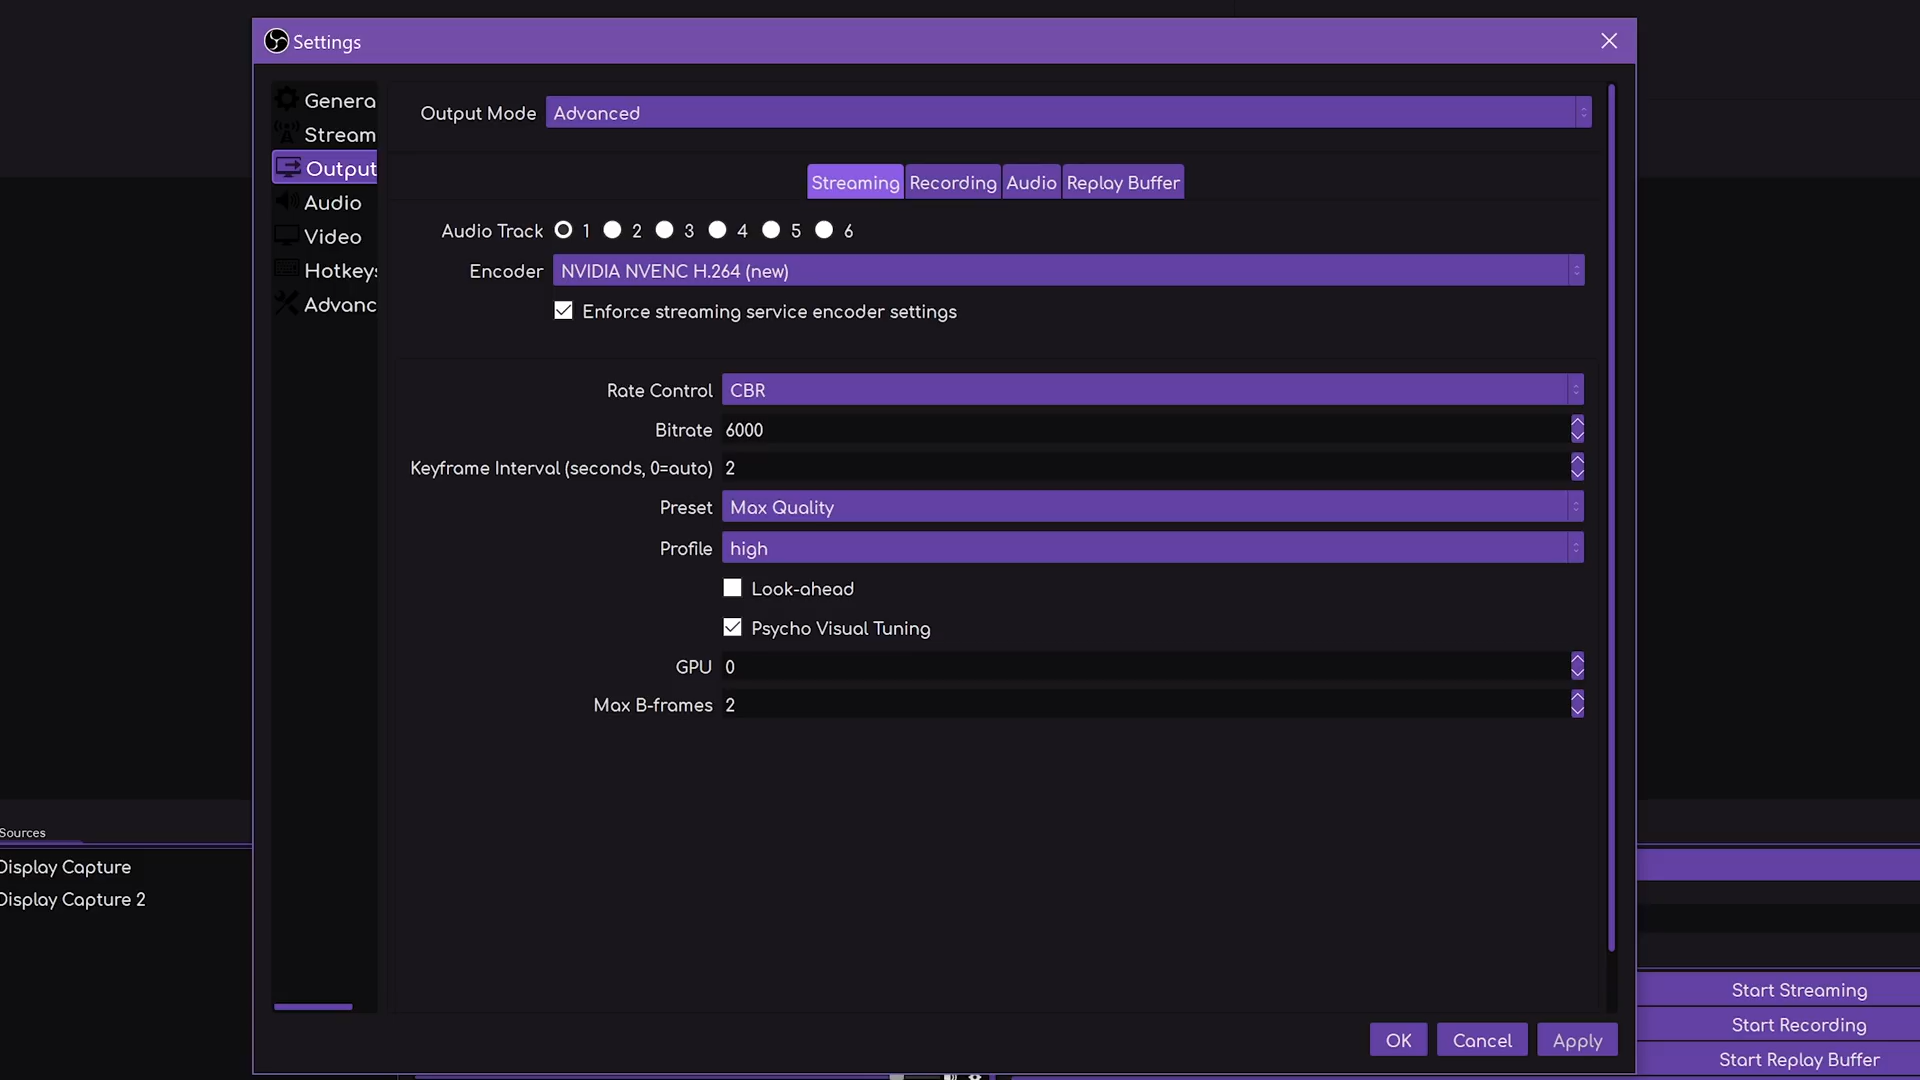 Settings
Genera
Stream
Output
Audio
Video
Hotkeys
Advanc
Output Mode Advanced
Streaming Recording Audio Replay Buffer
Audio Track 1 2 3 4 5 6
Encoder NVIDIA NVENC H.264 (new)
Enforce streaming service encoder settings
Rate Control CBR
Bitrate 6000
Keyframe Interval (seconds, 0=auto) 2
Preset Max Quality
Profile high
Look-ahead
Psycho Visual Tuning
GPU 0
Max B-frames 2
OK Cancel Apply
Sources
Display Capture
Display Capture 2
Start Streaming
Start Recording
Start Replay Buffer